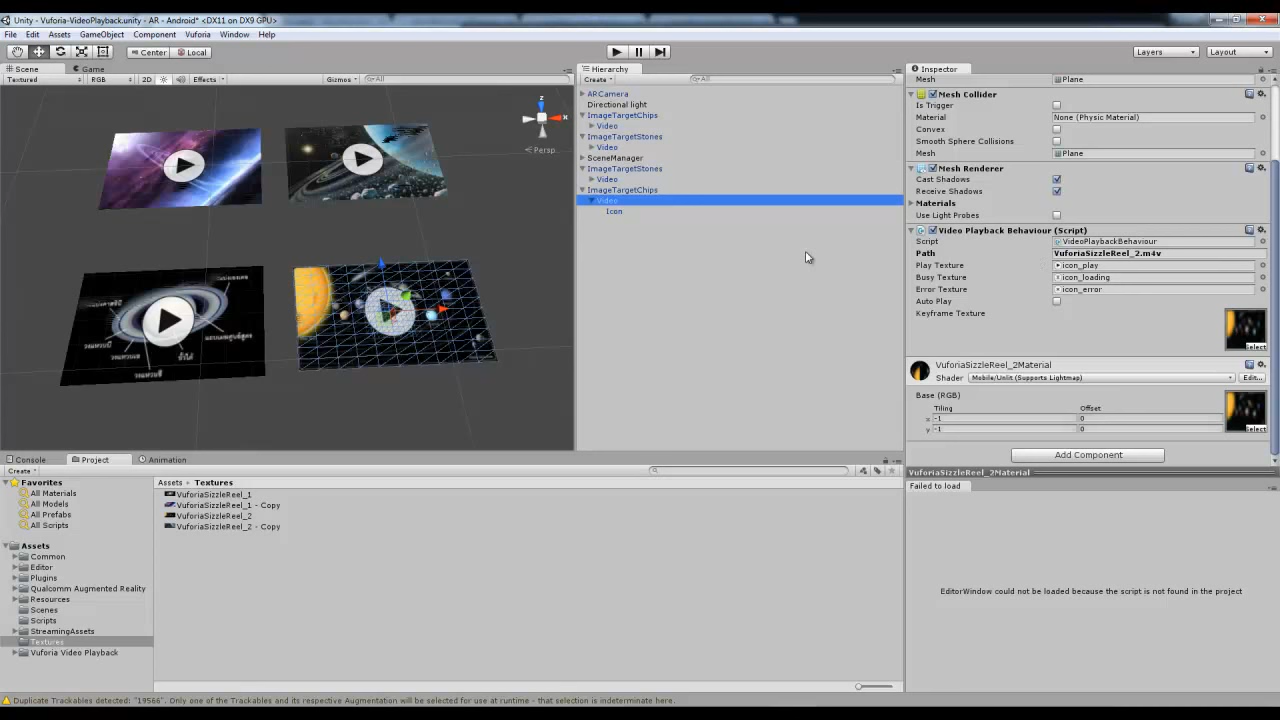 Unity - Vuforia-VideoPlayback.unity - AR - Android* <DX11 on DX9 GPU>
File Edit Assets GameObject Component Vuforia Window Help
Center Local Layers Layout
Scene Game
Textured RGB 2D Effects Gizmos All
Persp
Hierarchy
Create All
ARCamera
Directional light
ImageTargetChips
Video
ImageTargetStones
Video
SceneManager
ImageTargetStones
Video
ImageTargetChips
Video
Icon
Inspector
Mesh Plane
Mesh Collider
Is Trigger
Material None (Physic Material)
Convex
Smooth Sphere Collisions
Mesh Plane
Mesh Renderer
Cast Shadows
Receive Shadows
Materials
Use Light Probes
Video Playback Behaviour (Script)
Script VideoPlaybackBehaviour
Path VuforiaSizzleReel_2.m4v
Play Texture icon_play
Busy Texture icon_loading
Error Texture icon_error
Auto Play
Keyframe Texture
Select
VuforiaSizzleReel_2Material
Shader Mobile/Unlit (Supports Lightmap) Edit...
Base (RGB)
Tiling Offset
x -1 0
y -1 0
Select
Add Component
VuforiaSizzleReel_2Material
Failed to load
EditorWindow could not be loaded because the script is not found in the project
Console Project Animation
Create
Favorites
All Materials
All Models
All Prefabs
All Scripts
Assets
Common
Editor
Plugins
Qualcomm Augmented Reality
Resources
Scenes
Scripts
StreamingAssets
Textures
Vuforia Video Playback
Assets Textures
VuforiaSizzleReel_1
VuforiaSizzleReel_1 - Copy
VuforiaSizzleReel_2
VuforiaSizzleReel_2 - Copy
Duplicate Trackables detected: "19566". Only one of the Trackables and its respective Augmentation will be selected for use at runtime - that selection is indeterminate here.